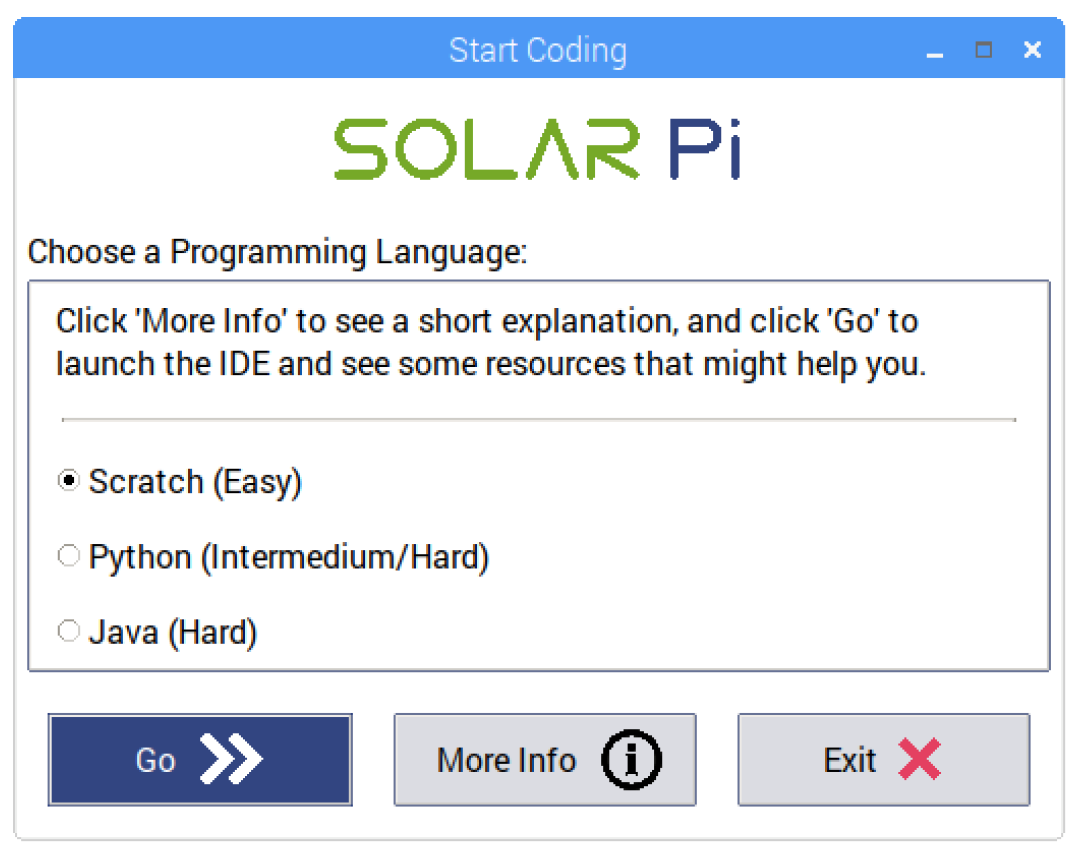 Start Coding
SOLAR Pi
Choose a Programming Language:
Click 'More Info' to see a short explanation, and click 'Go' to
launch the IDE and see some resources that might help you.
Scratch (Easy)
Python (Intermedium/Hard)
Java (Hard)
Go
More Info
Exit